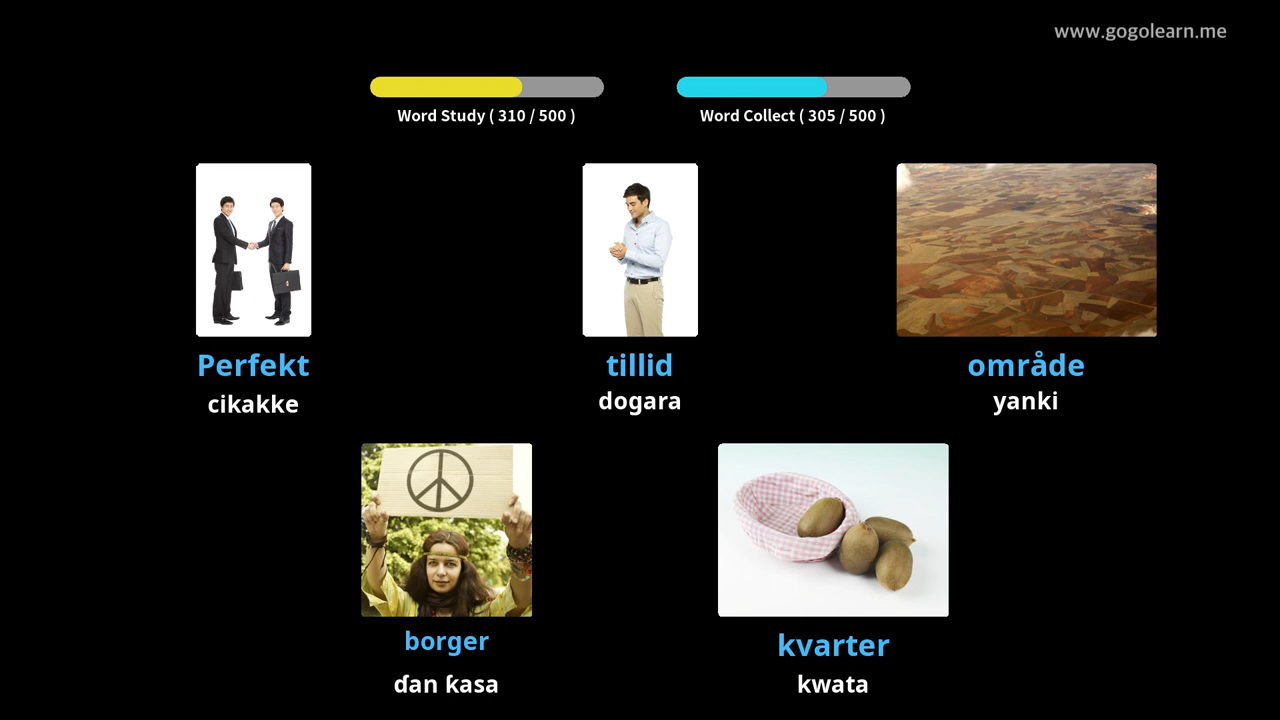 www.gogolearn.me
Word Study ( 310 / 500 )
Word Collect ( 305 / 500 )
Perfekt
cikakke
tillid
dogara
område
yanki
borger
ɗan ƙasa
kvarter
kwata